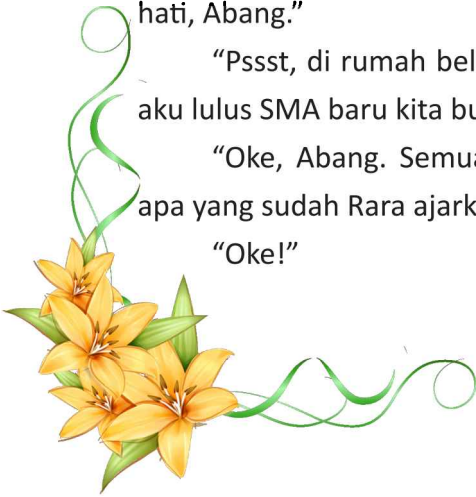 hati, Abang.”
“Pssst, di rumah bel
aku lulus SMA baru kita bu
“Oke, Abang. Semua
apa yang sudah Rara ajark
“Oke!”